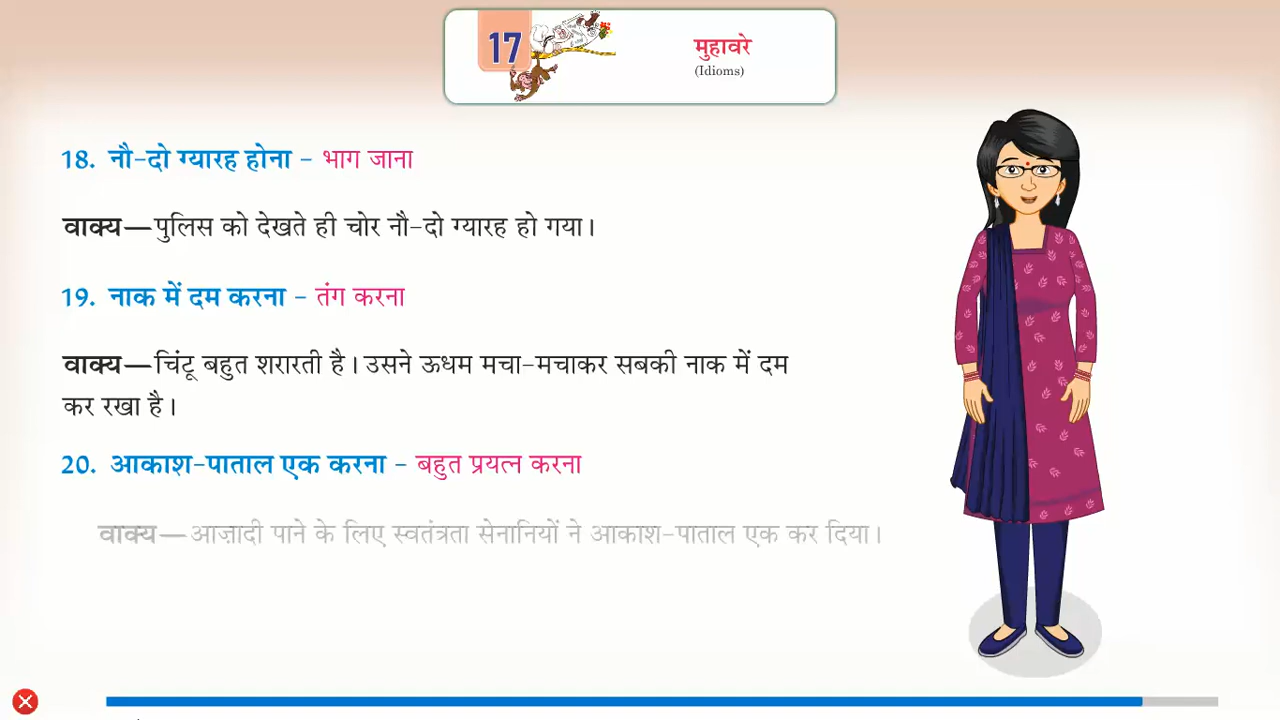 17
मुहावरे
(Idioms)
18. नौ-दो ग्यारह होना - भाग जाना
वाक्य—पुलिस को देखते ही चोर नौ-दो ग्यारह हो गया।
19. नाक में दम करना - तंग करना
वाक्य—चिंटू बहुत शरारती है। उसने ऊधम मचा-मचाकर सबकी नाक में दम
कर रखा है।
20. आकाश-पाताल एक करना - बहुत प्रयत्न करना
वाक्य—आज़ादी पाने के लिए स्वतंत्रता सेनानियों ने आकाश-पाताल एक कर दिया।